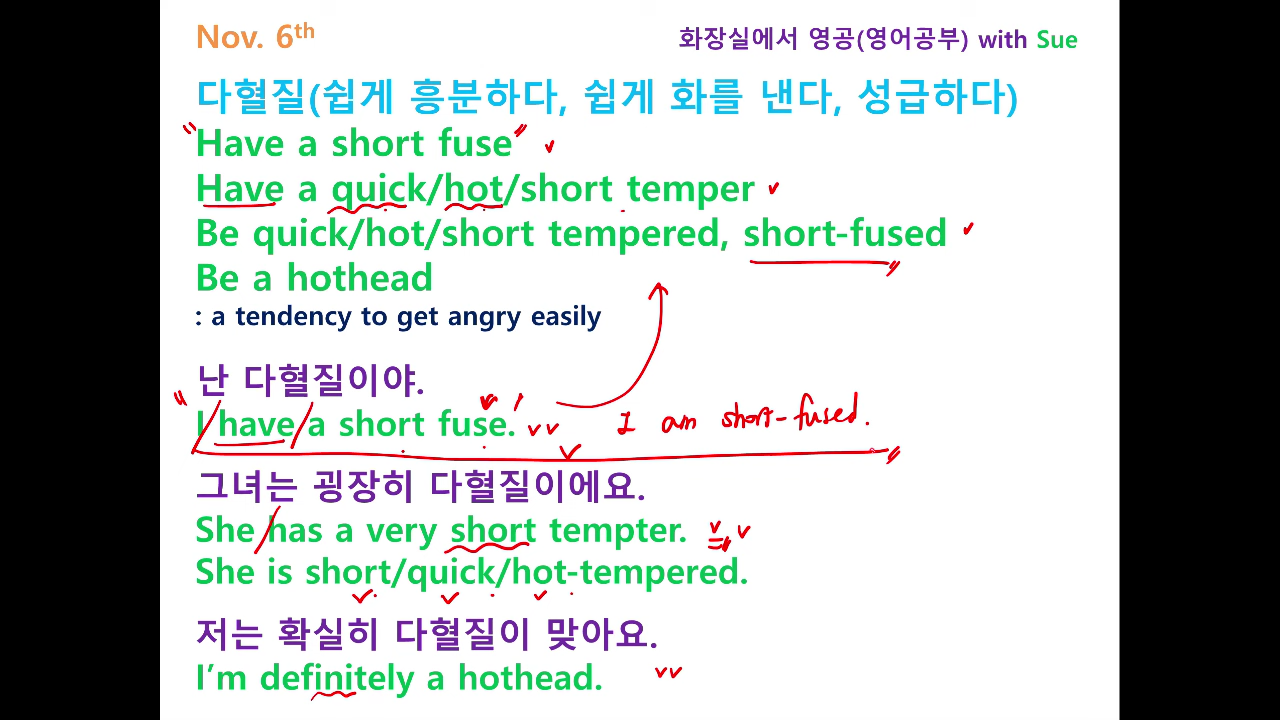 Nov. 6th
화장실에서 영공(영어공부) with Sue
다혈질(쉽게 흥분하다, 쉽게 화를 낸다, 성급하다)
"Have a short fuse"
Have a quick/hot/short temper
Be quick/hot/short tempered, short-fused
Be a hothead
: a tendency to get angry easily
난 다혈질이야.
I have a short fuse.
I am short-fused.
그녀는 굉장히 다혈질이에요.
She has a very short tempter.
She is short/quick/hot-tempered.
저는 확실히 다혈질이 맞아요.
I'm definitely a hothead.